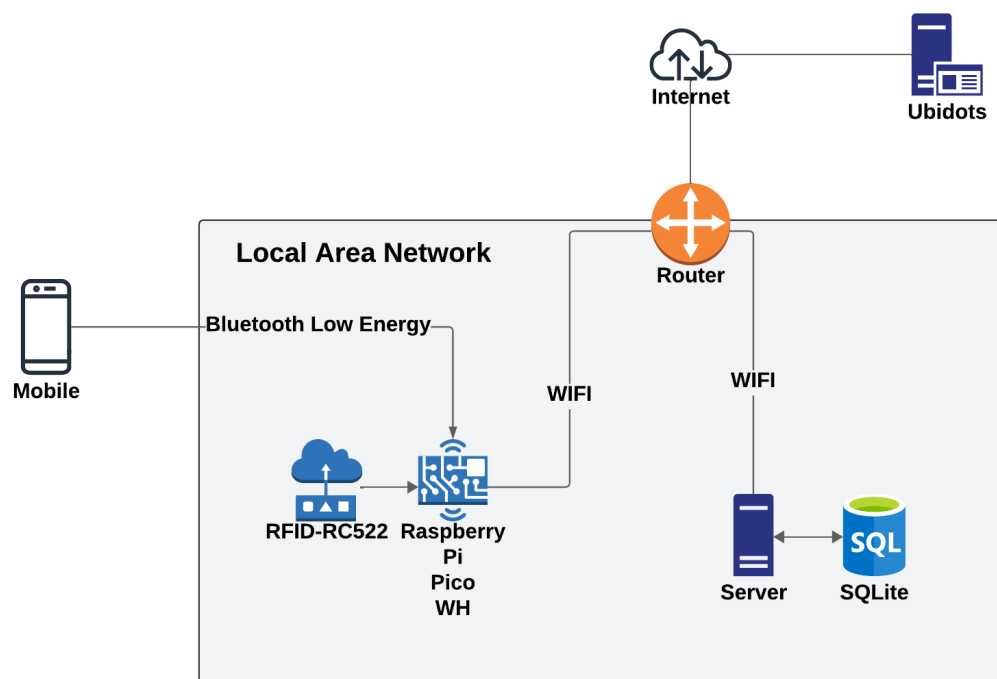 Internet
Ubidots
Local Area Network
Router
Bluetooth Low Energy
Mobile
WIFI
WIFI
RFID-RC522
Raspberry
Pi
Pico
WH
SQL
Server
SQLite